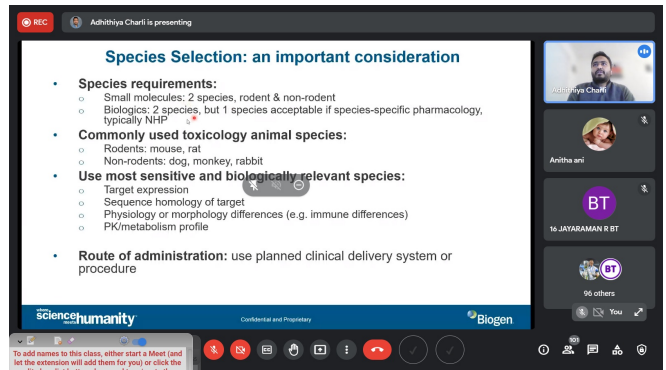 REC
Adhithiya Charli is presenting
Species Selection: an important consideration
• Species requirements:
o Small molecules: 2 species, rodent & non-rodent
o Biologics: 2 species, but 1 species acceptable if species-specific pharmacology,
typically NHP
• Commonly used toxicology animal species:
o Rodents: mouse, rat
o Non-rodents: dog, monkey, rabbit
• Use most sensitive and biologically relevant species:
o Target expression
o Sequence homology of target
o Physiology or morphology differences (e.g. immune differences)
o PK/metabolism profile
• Route of administration: use planned clinical delivery system or
procedure
where
science meets humanity
Confidential and Proprietary
Biogen
Adhithiya Charli
Anitha ani
BT
16 JAYARAMAN R BT
BT
96 others
You
To add names to this class, either start a Meet (and
let the extension will add them for you) or click the
101